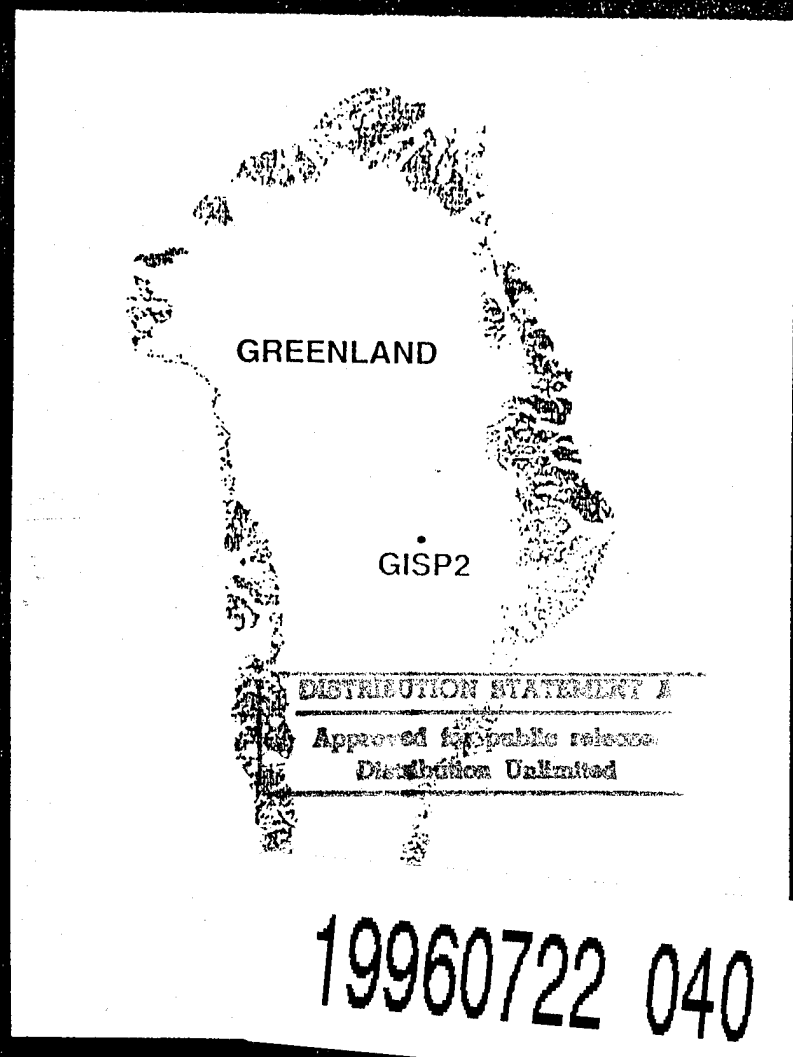 GREENLAND
GISP2
DISTRIBUTION STATEMENT A
Approved for public release
Distribution Unlimited
19960722 040